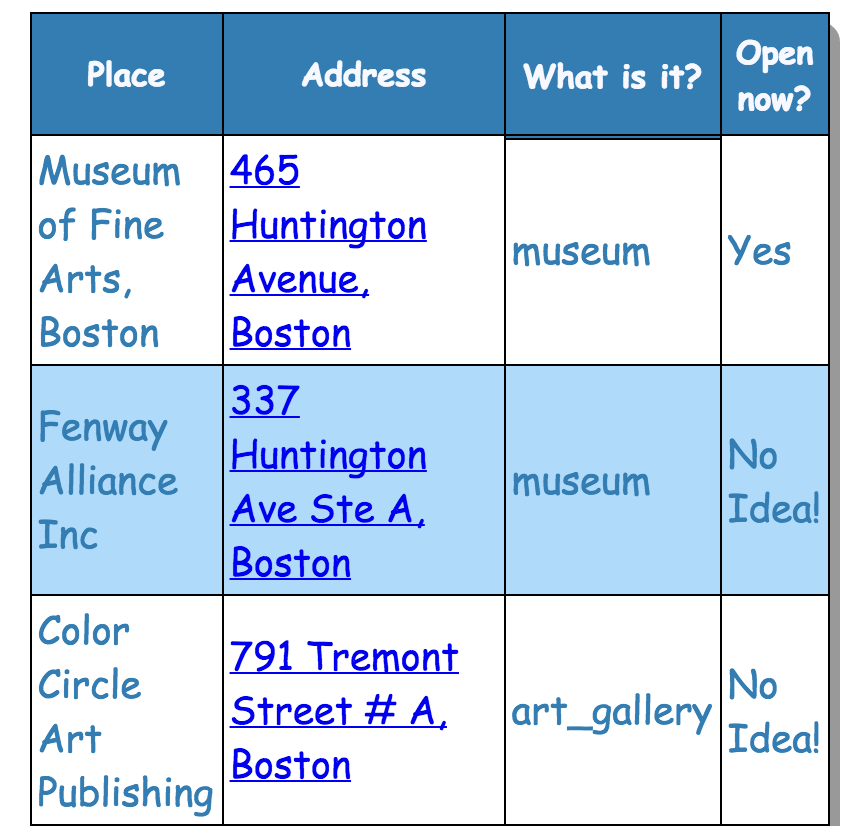 Place
Address
What is it?
Open
now?
Museum
of Fine
Arts,
Boston
465
Huntington
Avenue,
Boston
museum
Yes
Fenway
Alliance
Inc
337
Huntington
Ave Ste A,
Boston
museum
No
Idea!
Color
Circle
Art
Publishing
791 Tremont
Street # A,
Boston
art_gallery
No
Idea!